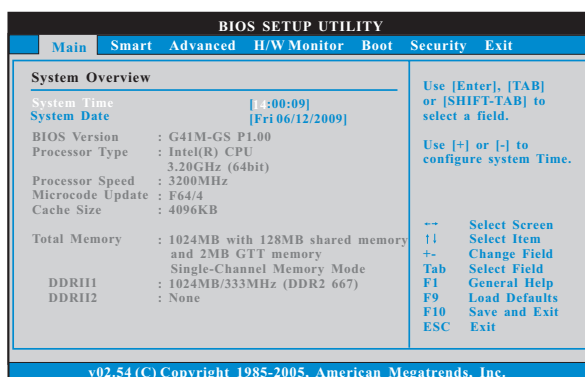 BIOS SETUP UTILITY
Main Smart Advanced H/W Monitor Boot Security Exit
System Overview
System Time [14:00:09]
System Date [Fri 06/12/2009]
BIOS Version : G41M-GS P1.00
Processor Type : Intel(R) CPU
3.20GHz (64bit)
Processor Speed : 3200MHz
Microcode Update : F64/4
Cache Size : 4096KB
Total Memory : 1024MB with 128MB shared memory
and 2MB GTT memory
Single-Channel Memory Mode
DDRII1 : 1024MB/333MHz (DDR2 667)
DDRII2 : None
Use [Enter], [TAB]
or [SHIFT-TAB] to
select a field.
Use [+] or [-] to
configure system Time.
←→ Select Screen
↑↓ Select Item
+- Change Field
Tab Select Field
F1 General Help
F9 Load Defaults
F10 Save and Exit
ESC Exit
v02.54 (C) Copyright 1985-2005, American Megatrends, Inc.